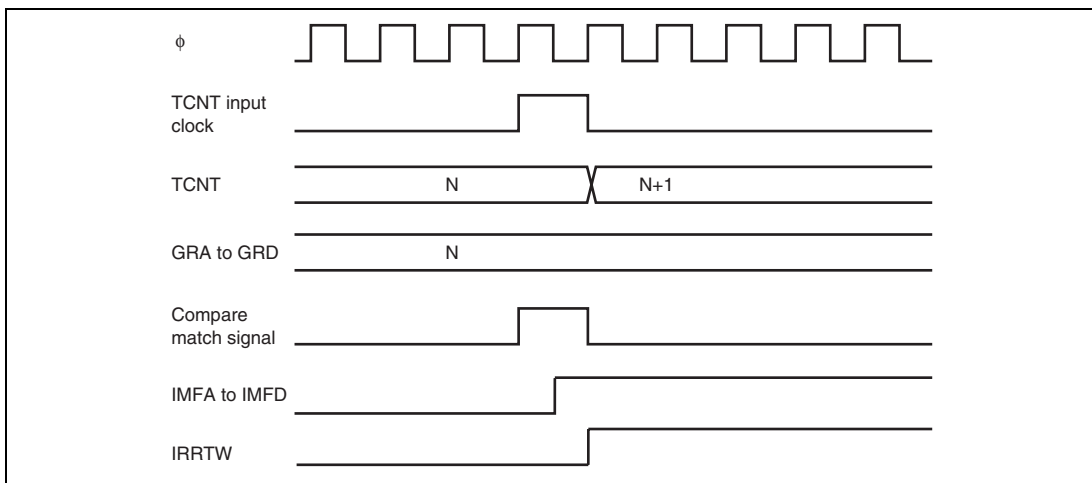 φ
TCNT input
clock
TCNT
N
N+1
GRA to GRD
N
Compare
match signal
IMFA to IMFD
IRRTW